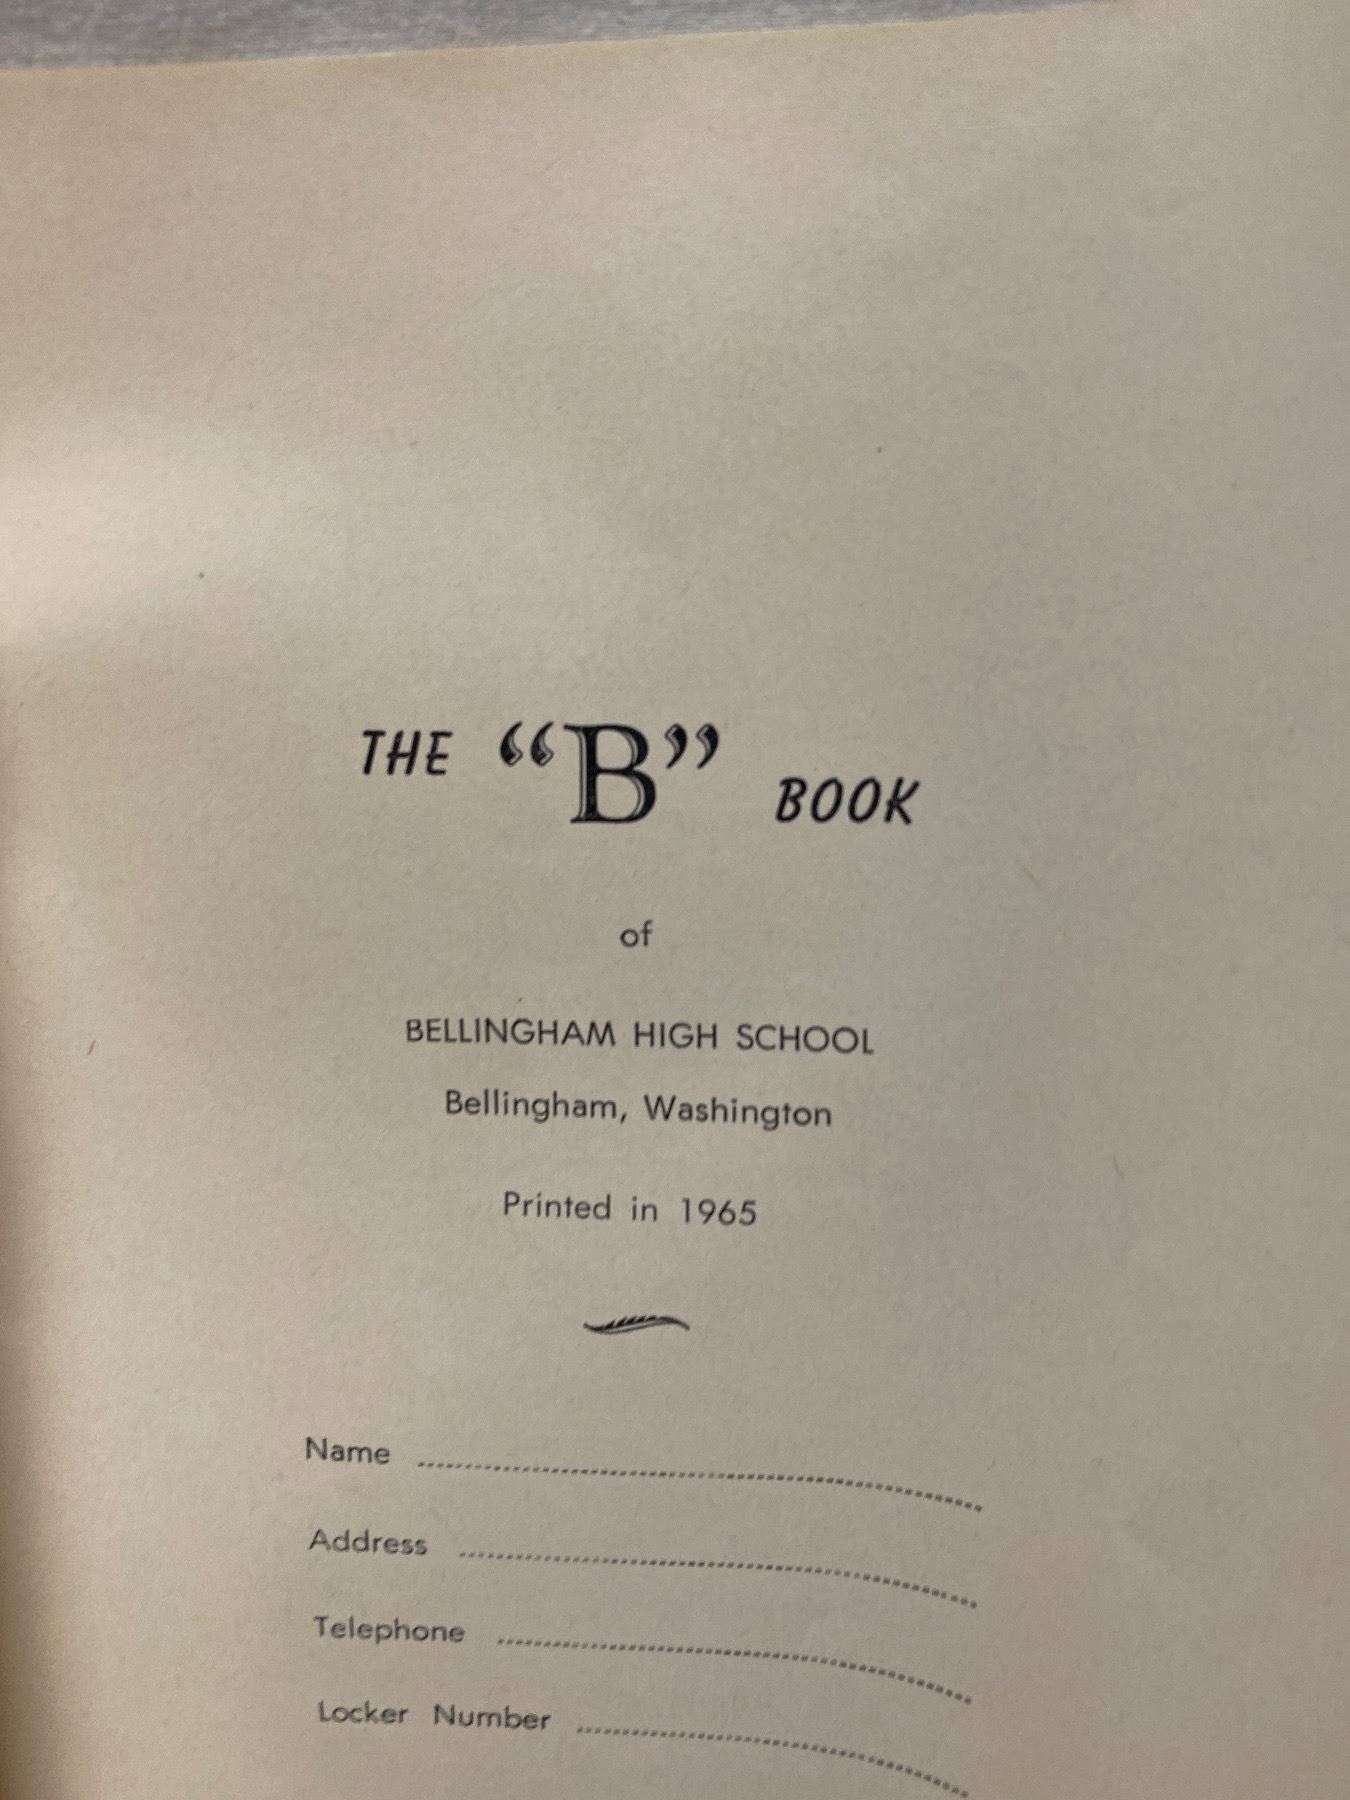 THE “B” BOOK
of
BELLINGHAM HIGH SCHOOL
Bellingham, Washington
Printed in 1965
Name
Address
Telephone
Locker Number